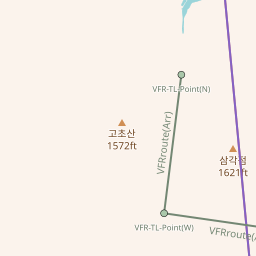 VFR-TL-Point(N)
고초산
1572ft
VFRroute(Arr)
삼각점
1621ft
VFR-TL-Point(W)
VFRroute(A